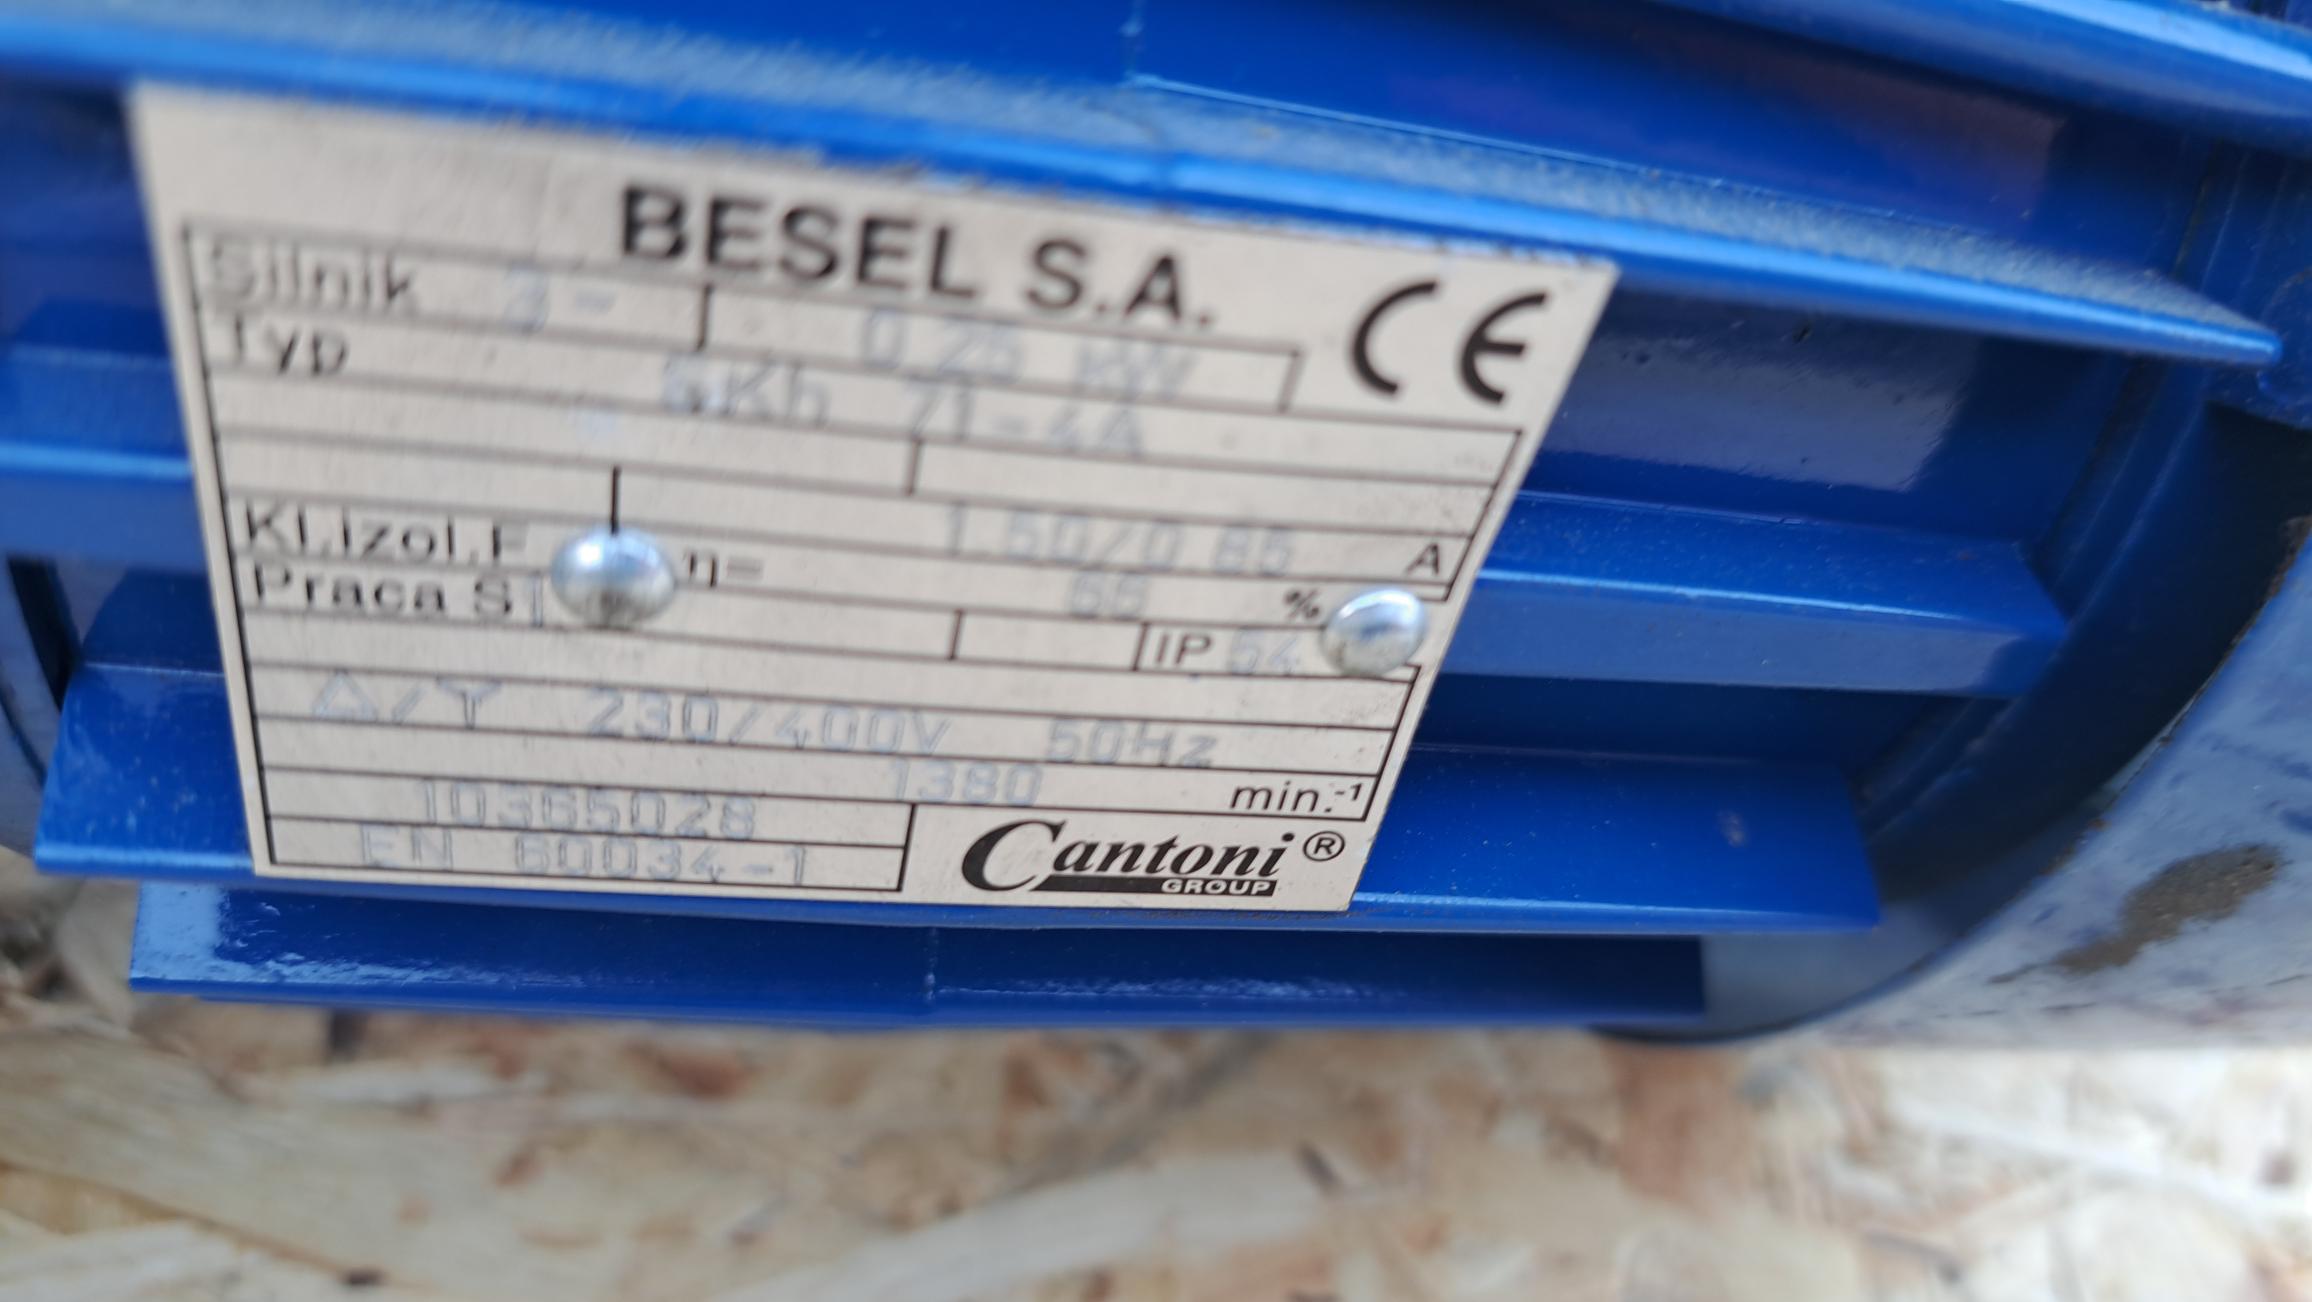 BESEL S.A.
CE
Silnik 3~ 0.25 kW
Typ SKh 71-4A
1.50/0.85 A
Kl.izol.F η= 66 %
Praca S1 IP 54
△/Y 230/400V 50Hz
1380 min.⁻¹
10365028
EN 60034-1
Cantoni®
GROUP